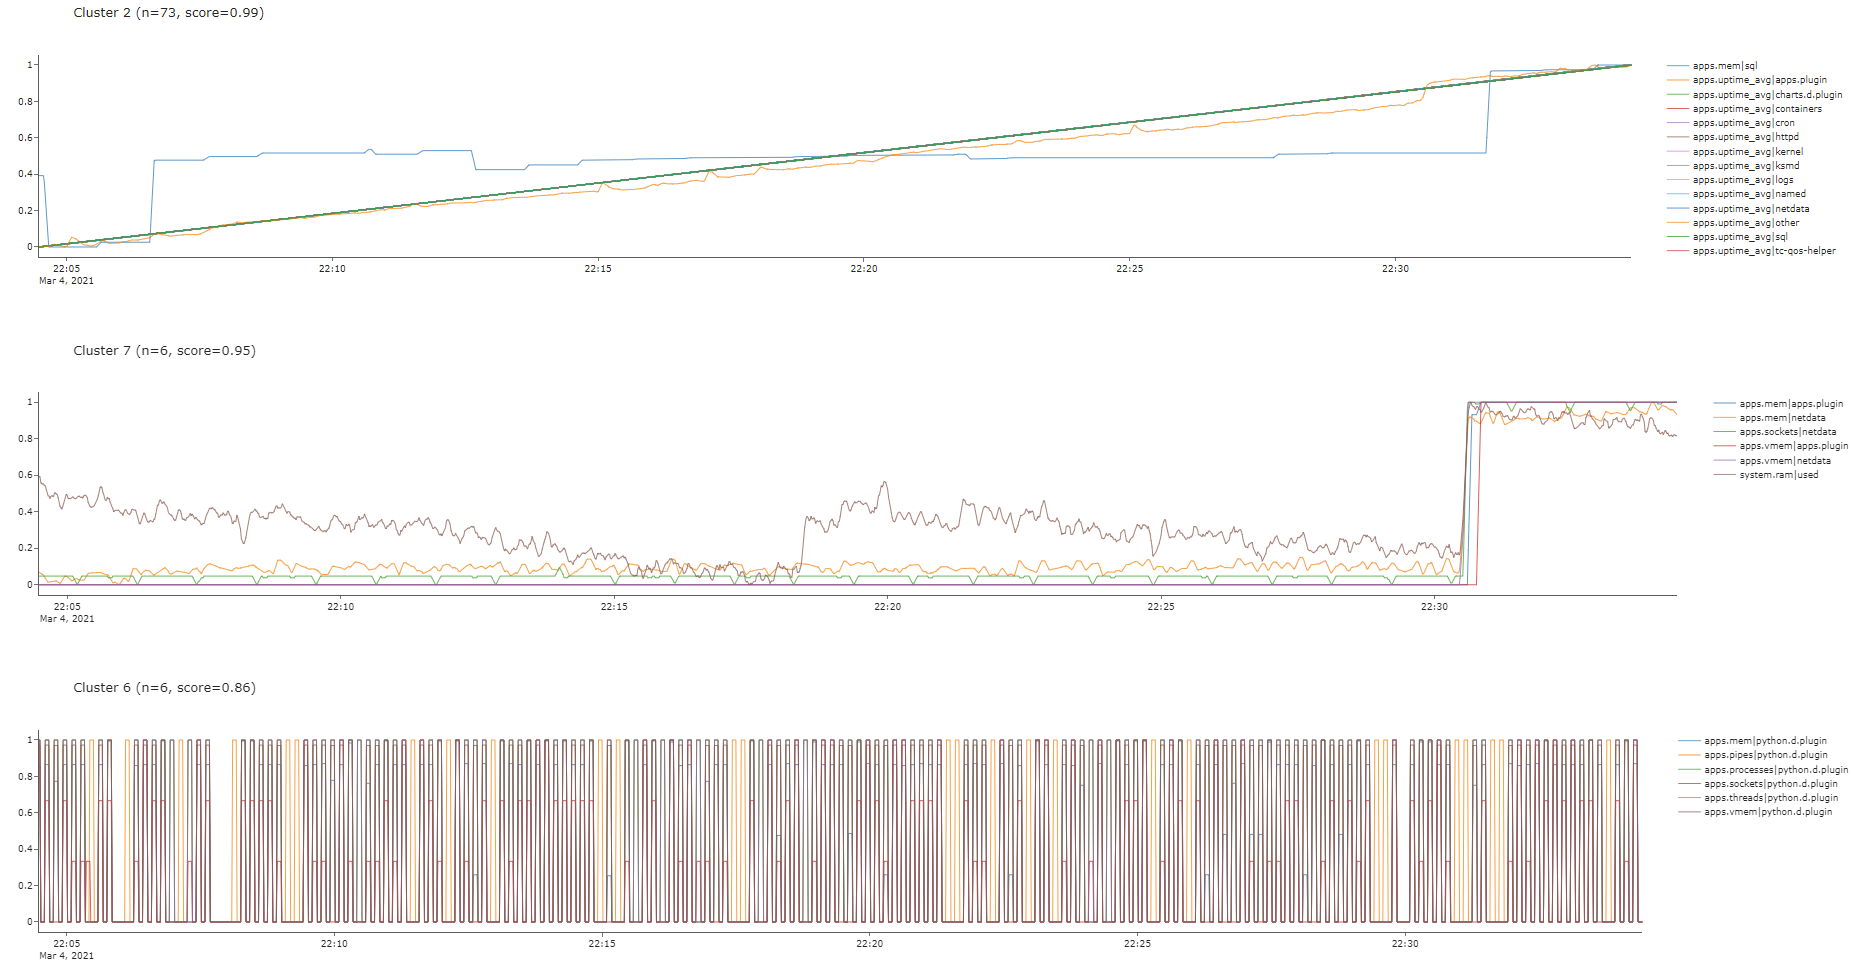 Cluster 2 (n=73, score=0.99)
1
0.8
0.6
0.4
0.2
0
22:05
Mar 4, 2021
22:10
22:15
22:20
22:25
22:30
apps.mem|sql
apps.uptime_avg|apps.plugin
apps.uptime_avg|charts.d.plugin
apps.uptime_avg|containers
apps.uptime_avg|cron
apps.uptime_avg|httpd
apps.uptime_avg|kernel
apps.uptime_avg|ksmd
apps.uptime_avg|logs
apps.uptime_avg|named
apps.uptime_avg|netdata
apps.uptime_avg|other
apps.uptime_avg|sql
apps.uptime_avg|tc-qos-helper
Cluster 7 (n=6, score=0.95)
1
0.8
0.6
0.4
0.2
0
22:05
Mar 4, 2021
22:10
22:15
22:20
22:25
22:30
apps.mem|apps.plugin
apps.mem|netdata
apps.sockets|netdata
apps.vmem|apps.plugin
apps.vmem|netdata
system.ram|used
Cluster 6 (n=6, score=0.86)
1
0.8
0.6
0.4
0.2
0
22:05
Mar 4, 2021
22:10
22:15
22:20
22:25
22:30
apps.mem|python.d.plugin
apps.pipes|python.d.plugin
apps.processes|python.d.plugin
apps.sockets|python.d.plugin
apps.threads|python.d.plugin
apps.vmem|python.d.plugin